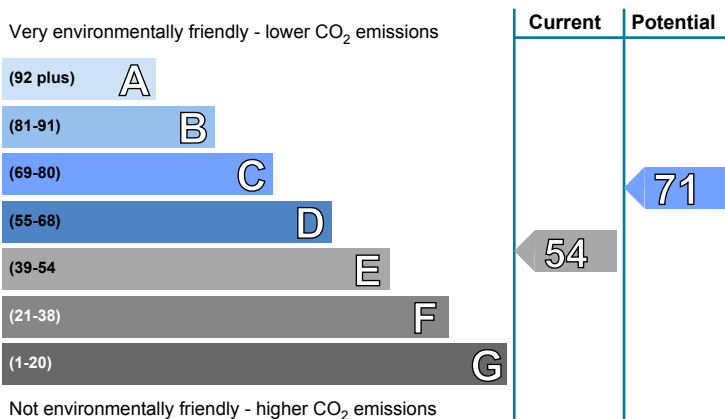 Very environmentally friendly - lower CO2 emissions
Current
Potential
(92 plus) A
(81-91) B
(69-80) C
71
(55-68) D
54
(39-54 E
(21-38) F
(1-20) G
Not environmentally friendly - higher CO2 emissions